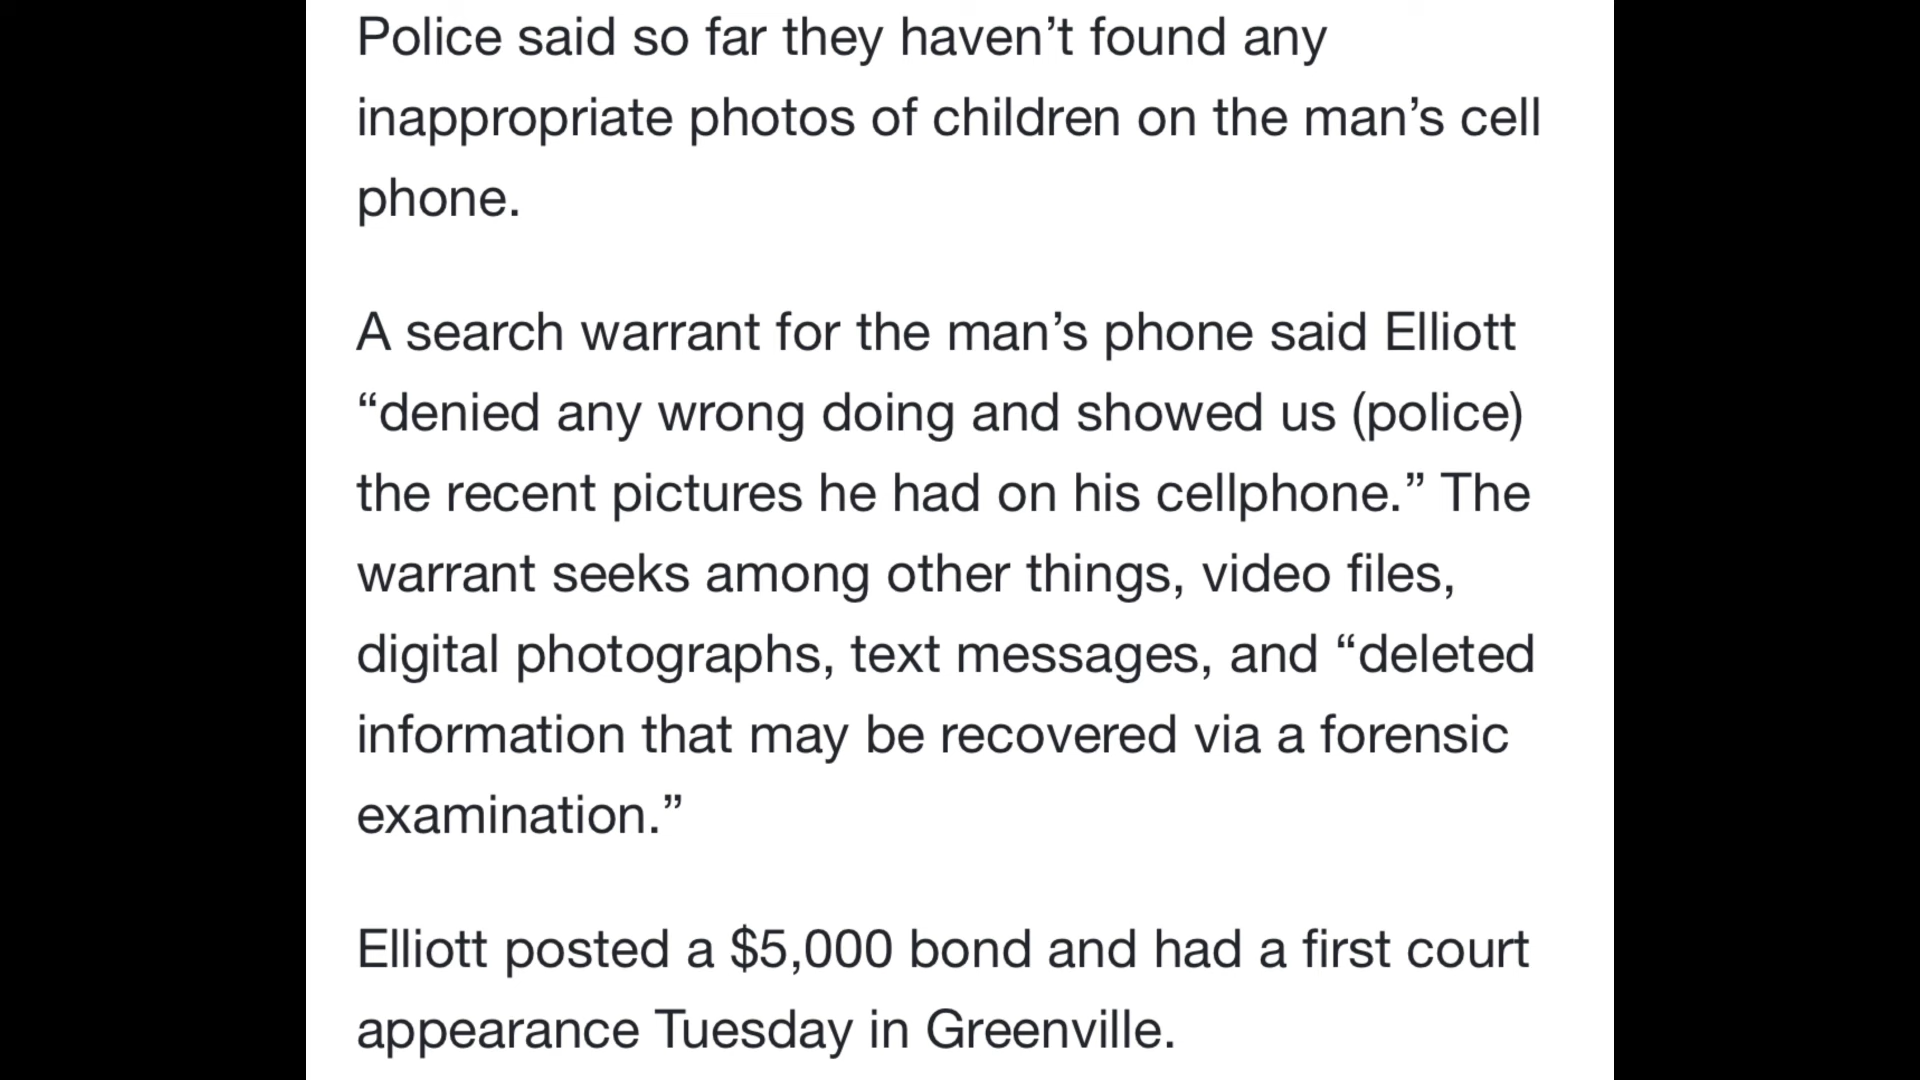 Police said so far they haven’t found any
inappropriate photos of children on the man’s cell
phone.
A search warrant for the man’s phone said Elliott
“denied any wrong doing and showed us (police)
the recent pictures he had on his cellphone.” The
warrant seeks among other things, video files,
digital photographs, text messages, and “deleted
information that may be recovered via a forensic
examination.”
Elliott posted a $5,000 bond and had a first court
appearance Tuesday in Greenville.